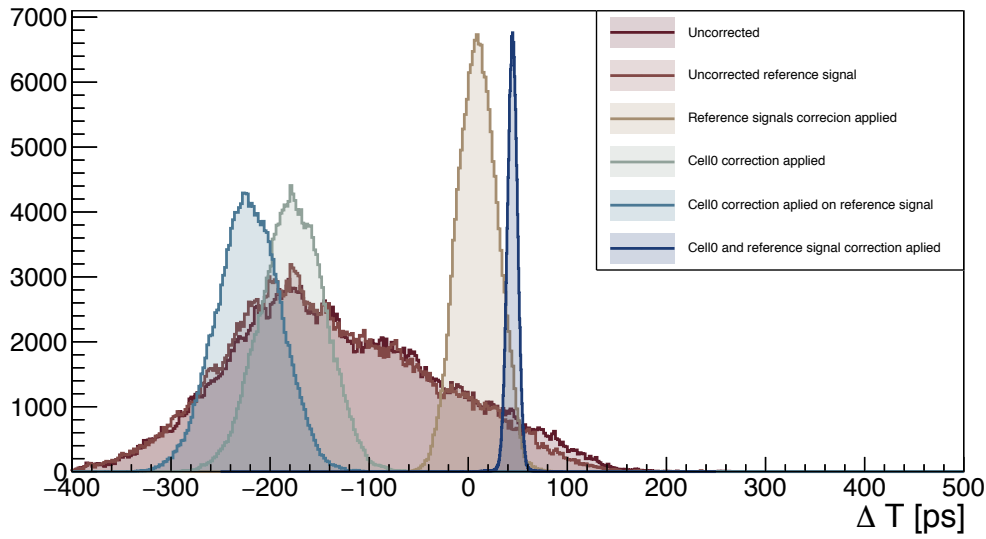 7000
6000
5000
4000
3000
2000
1000
0
−400 −300 −200 −100 0 100 200 300 400 500
Δ T [ps]
Uncorrected
Uncorrected reference signal
Reference signals correcion applied
Cell0 correction applied
Cell0 correction aplied on reference signal
Cell0 and reference signal correction aplied